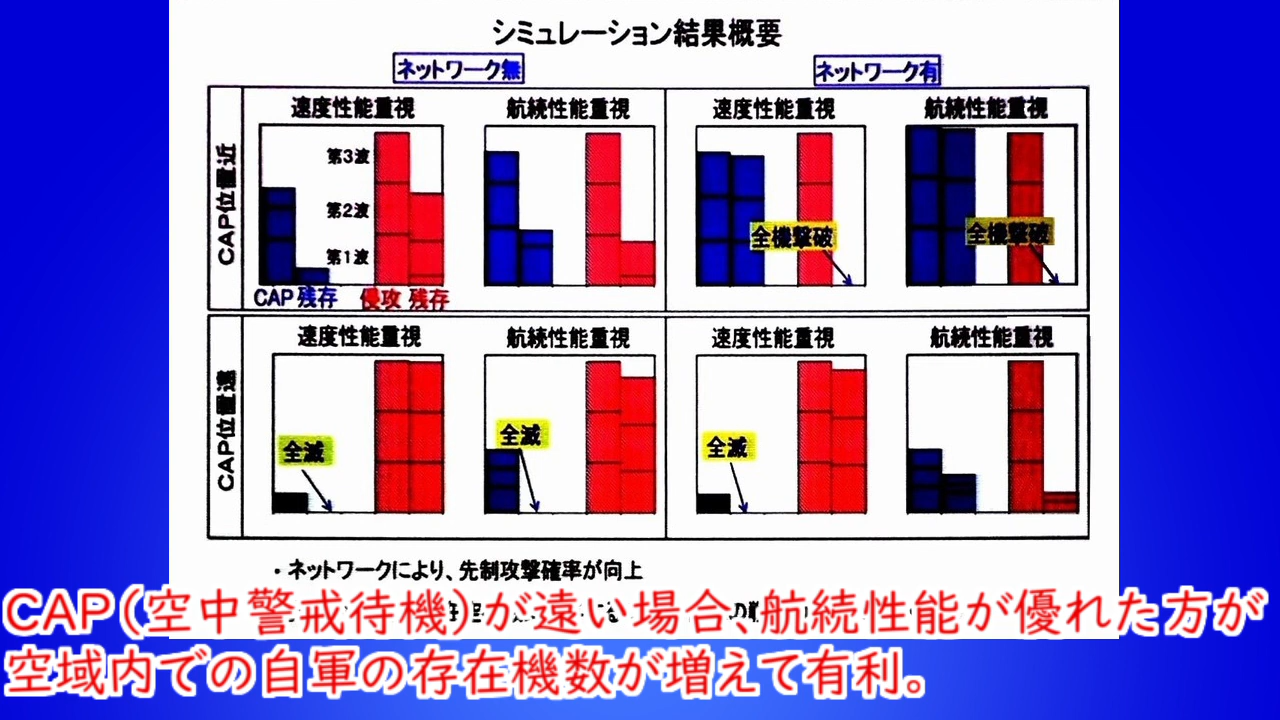 シミュレーション結果概要
ネットワーク無
ネットワーク有
CAP位置近
速度性能重視
航続性能重視
速度性能重視
航続性能重視
第3波
第2波
第1波
全機撃破
全機撃破
CAP 残存 侵攻 残存
CAP位置遠
速度性能重視
航続性能重視
速度性能重視
航続性能重視
全滅
全滅
全滅
・ネットワークにより、先制攻撃確率が向上
CAP(空中警戒待機)が遠い場合、航続性能が優れた方が
空域内での自軍の存在機数が増えて有利。